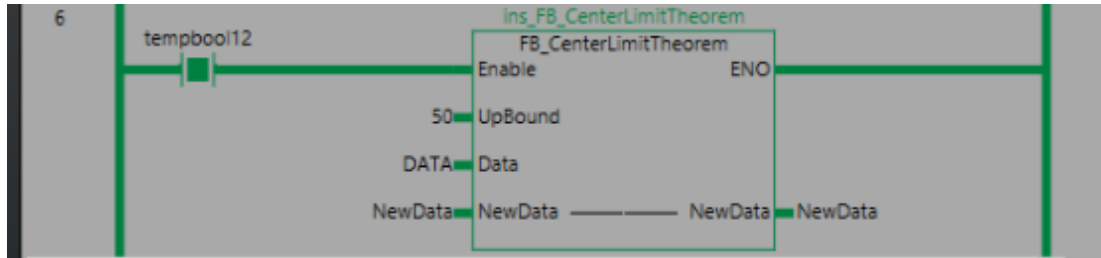 6
ins_FB_CenterLimitTheorem
tempbool12
FB_CenterLimitTheorem
Enable ENO
50 UpBound
DATA Data
NewData NewData NewData NewData